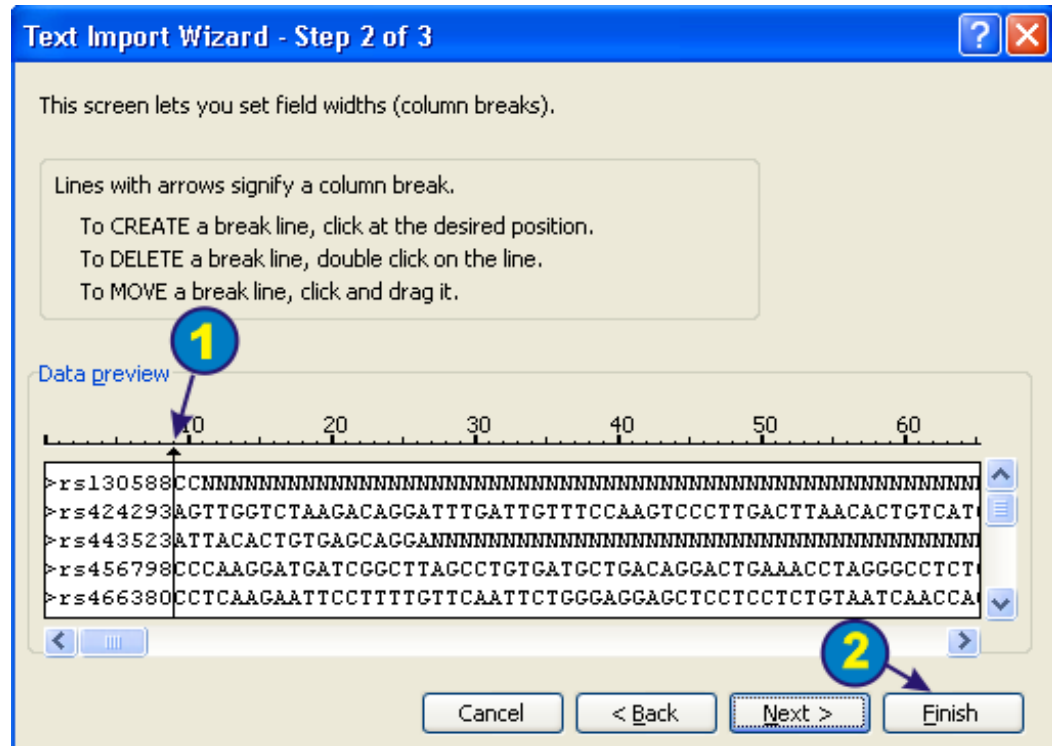 Text Import Wizard - Step 2 of 3
This screen lets you set field widths (column breaks).
Lines with arrows signify a column break.
To CREATE a break line, click at the desired position.
To DELETE a break line, double click on the line.
To MOVE a break line, click and drag it.
1
Data preview
10 20 30 40 50 60
>rs130588CCNNNNNNNNNNNNNNNNNNNNNNNNNNNNNNNNNNNNNNNNNNNNNNNNNNNNNN
>rs424293AGTTGGTCTAAGACAGGATTTGATTGTTTCCAAGTCCCTTGACTTAACACTGTCAT
>rs443523ATTACACTGTGAGCAGGANNNNNNNNNNNNNNNNNNNNNNNNNNNNNNNNNNNNNN
>rs456798CCCAAGGATGATCGGCTTAGCCTGTGATGCTGACAGGACTGAAACCTAGGGCCTCT
>rs466380CCTCAAGAATTCCTTTTGTTCAATTCTGGGAGGAGCTCCTCCTCTGTAATCAACCA
2
Cancel < Back Next > Finish